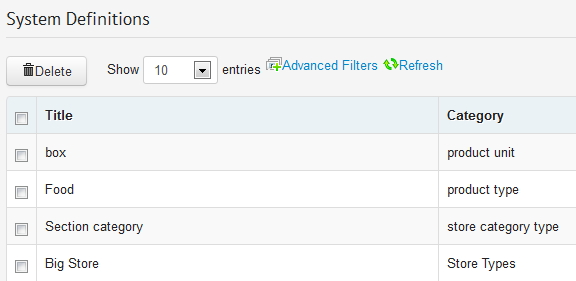 System Definitions
Delete Show 10 entries Advanced Filters Refresh
Title Category
box product unit
Food product type
Section category store category type
Big Store Store Types